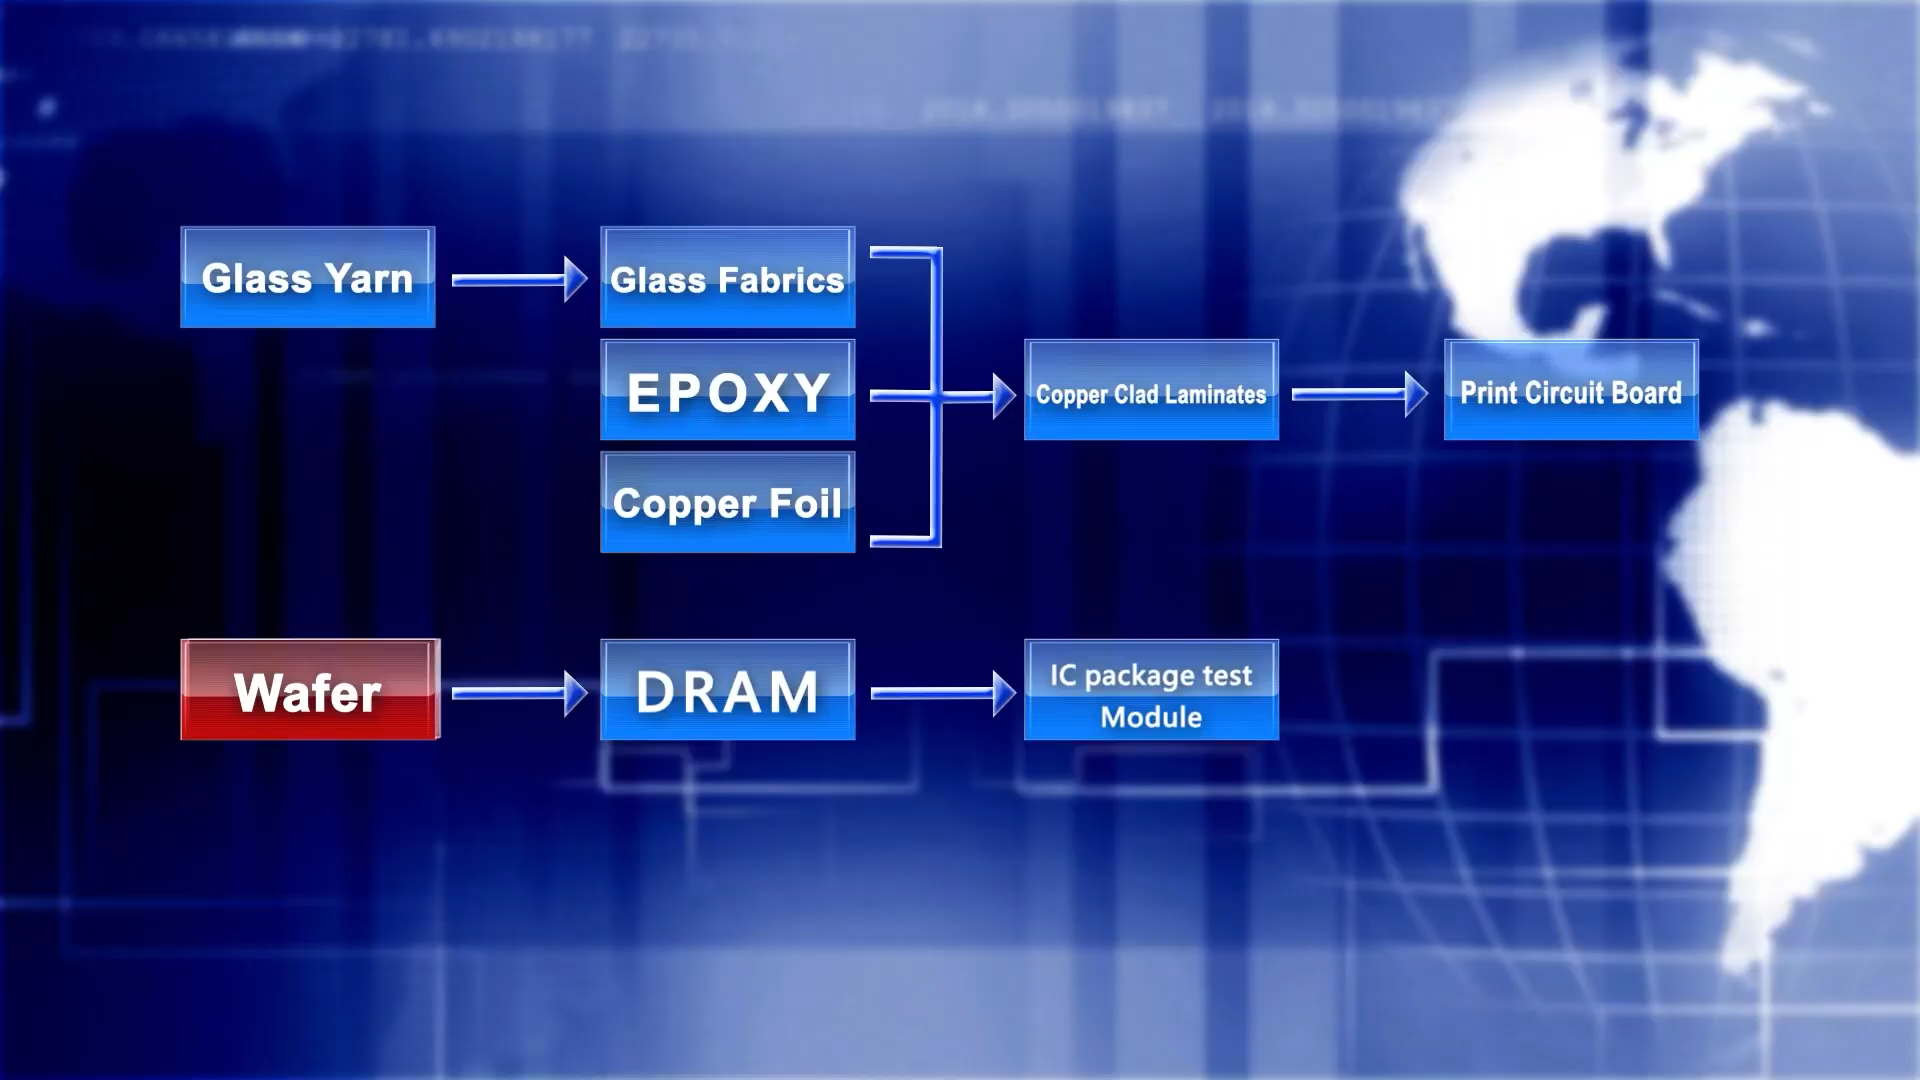 Glass Yarn
Glass Fabrics
EPOXY
Copper Foil
Copper Clad Laminates
Print Circuit Board
Wafer
DRAM
IC package test
Module